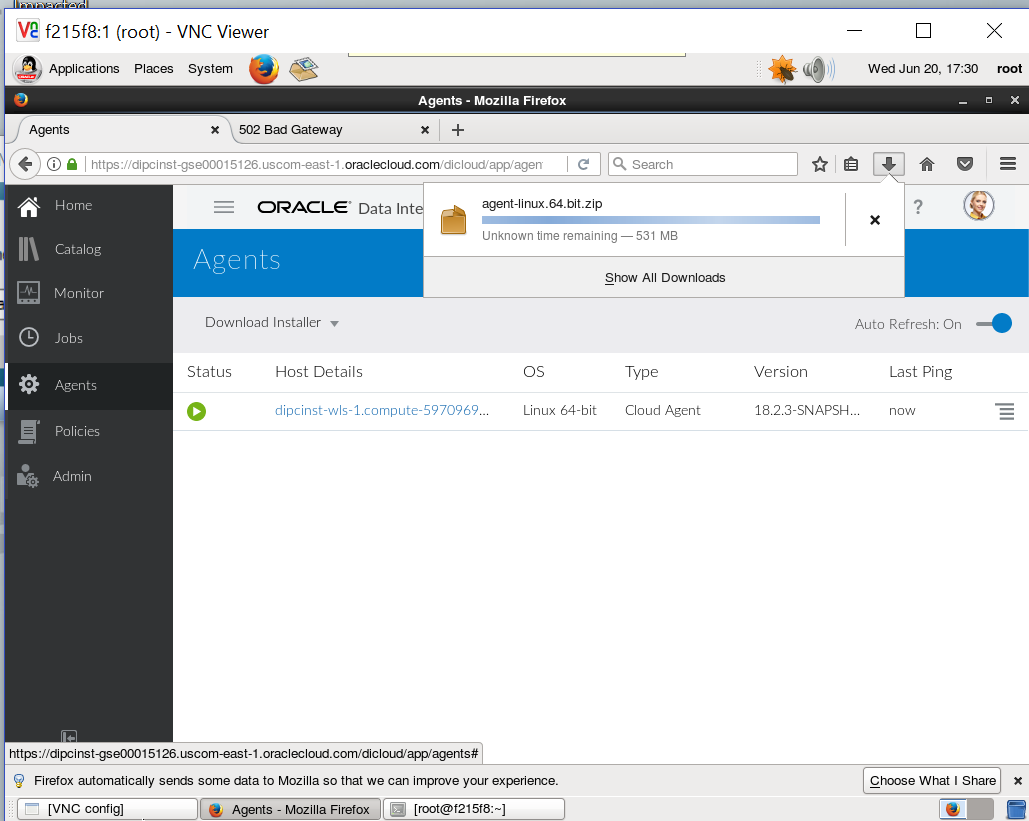 Impacted
f215f8:1 (root) - VNC Viewer
Applications Places System Wed Jun 20, 17:30 root
Agents - Mozilla Firefox
Agents 502 Bad Gateway
https://dipcinst-gse00015126.uscom-east-1.oraclecloud.com/dicloud/app/agen Search
Home
ORACLE® Data Inte
agent-linux.64.bit.zip
Unknown time remaining — 531 MB
Show All Downloads
?
Catalog
Agents
Monitor
Jobs
Download Installer
Auto Refresh: On
Agents
Status Host Details OS Type Version Last Ping
dipcinst-wls-1.compute-5970969... Linux 64-bit Cloud Agent 18.2.3-SNAPSH... now
Policies
Admin
https://dipcinst-gse00015126.uscom-east-1.oraclecloud.com/dicloud/app/agents#
Firefox automatically sends some data to Mozilla so that we can improve your experience. Choose What I Share
[VNC config] Agents - Mozilla Firefox [root@f215f8:~]